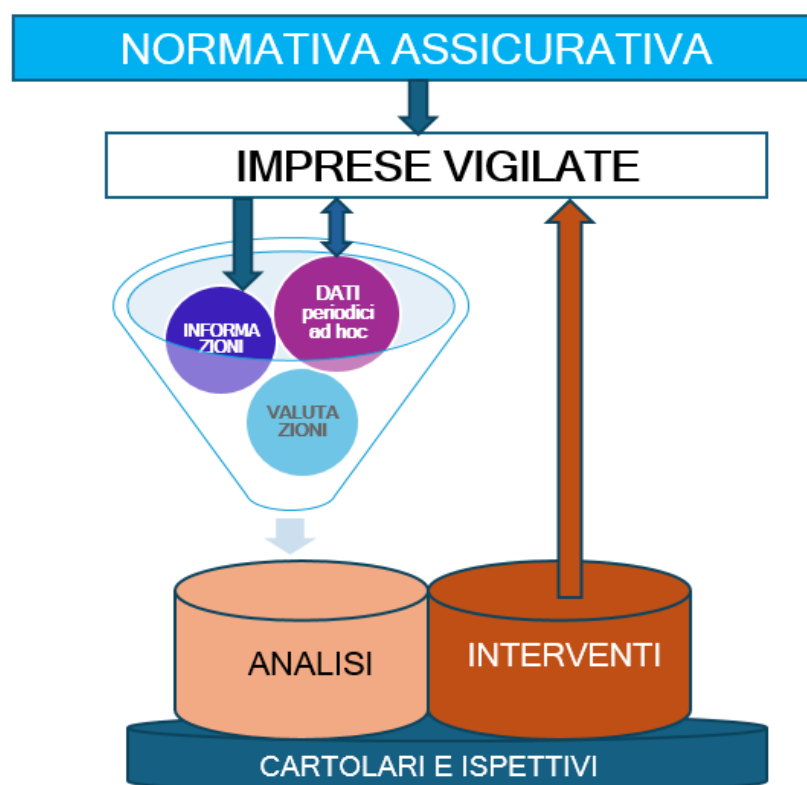 NORMATIVA ASSICURATIVA
IMPRESE VIGILATE
INFORMA
ZIONI
DATI
periodici
ad hoc
VALUTA
ZIONI
ANALISI
INTERVENTI
CARTOLARI E ISPETTIVI